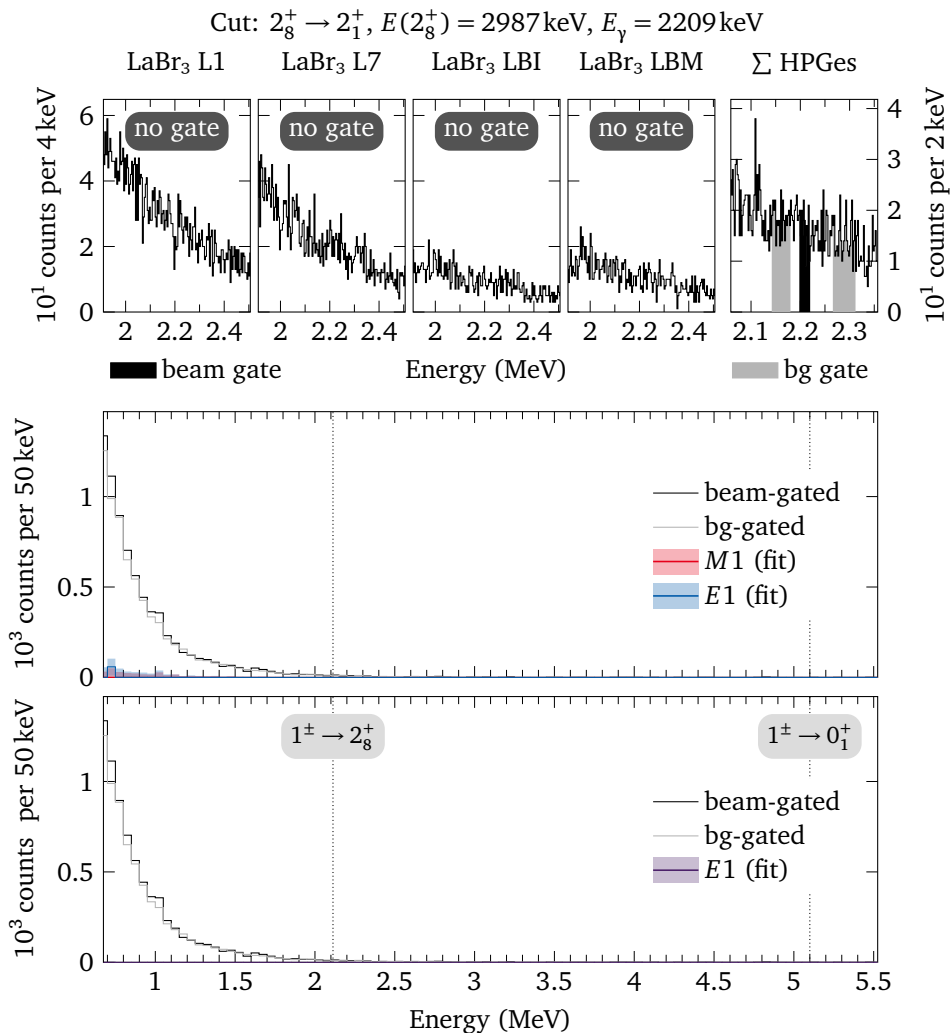 Cut: 2₈⁺ → 2₁⁺, E(2₈⁺) = 2987 keV, Eγ = 2209 keV
LaBr₃ L1 LaBr₃ L7 LaBr₃ LBI LaBr₃ LBM ∑ HPGes
no gate no gate no gate no gate
10¹ counts per 4 keV
0 2 4 6
10¹ counts per 2 keV
0 1 2 3 4
2 2.2 2.4 2 2.2 2.4 2 2.2 2.4 2 2.2 2.4 2.1 2.2 2.3
beam gate Energy (MeV) bg gate
10³ counts per 50 keV
0 0.5 1
beam-gated
bg-gated
M1 (fit)
E1 (fit)
10³ counts per 50 keV
0 0.5 1
1± → 2₈⁺ 1± → 0₁⁺
beam-gated
bg-gated
E1 (fit)
1 1.5 2 2.5 3 3.5 4 4.5 5 5.5
Energy (MeV)